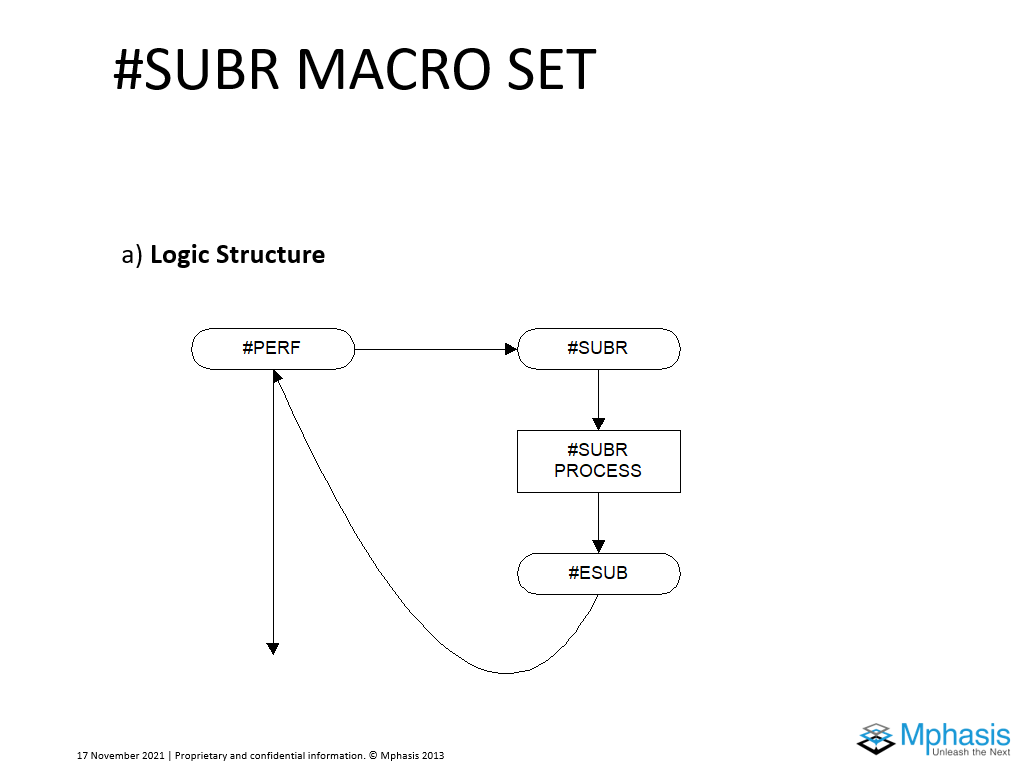 #SUBR MACRO SET
a) Logic Structure
#PERF
#SUBR
#SUBR
PROCESS
#ESUB
17 November 2021 | Proprietary and confidential information. © Mphasis 2013
Mphasis
Unleash the Next